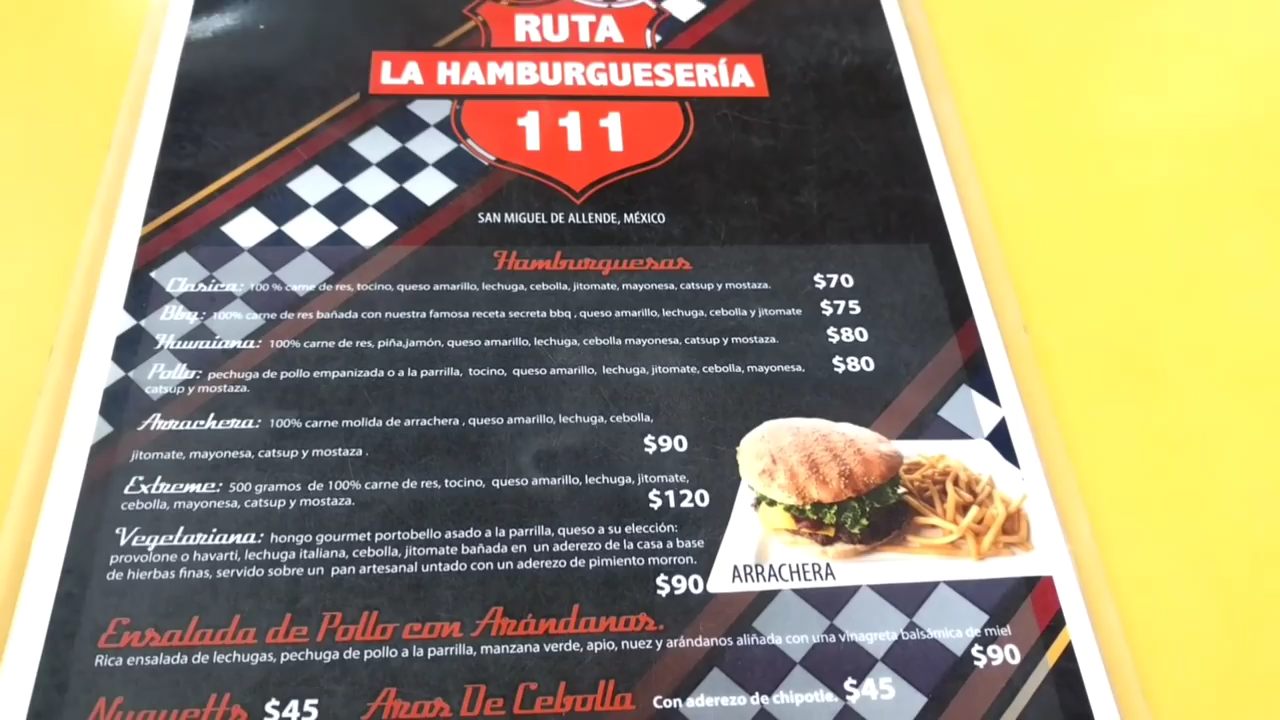 RUTA
LA HAMBURGUESERÍA
111
SAN MIGUEL DE ALLENDE, MÉXICO
Hamburguesas
Clasica: 100 % carne de res, tocino, queso amarillo, lechuga, cebolla, jitomate, mayonesa, catsup y mostaza. $70
Bbq: 100% carne de res bañada con nuestra famosa receta secreta bbq , queso amarillo, lechuga, cebolla y jitomate $75
Hawaiana: 100% carne de res, piña,jamón, queso amarillo, lechuga, cebolla mayonesa, catsup y mostaza. $80
Pollo: pechuga de pollo empanizada o a la parrilla, tocino, queso amarillo, lechuga, jitomate, cebolla, mayonesa, $80
catsup y mostaza.
Arrachera: 100% carne molida de arrachera , queso amarillo, lechuga, cebolla,
jitomate, mayonesa, catsup y mostaza . $90
Extreme: 500 gramos de 100% carne de res, tocino, queso amarillo, lechuga, jitomate,
cebolla, mayonesa, catsup y mostaza. $120
Vegetariana: hongo gourmet portobello asado a la parrilla, queso a su elección:
provolone o havarti, lechuga italiana, cebolla, jitomate bañada en un aderezo de la casa a base
de hierbas finas, servido sobre un pan artesanal untado con un aderezo de pimiento morron.
$90
ARRACHERA
Ensalada de Pollo con Arándanos.
Rica ensalada de lechugas, pechuga de pollo a la parrilla, manzana verde, apio, nuez y arándanos aliñada con una vinagreta balsámica de miel
$90
Nuguetts $45 Aros De Cebolla Con aderezo de chipotle. $45